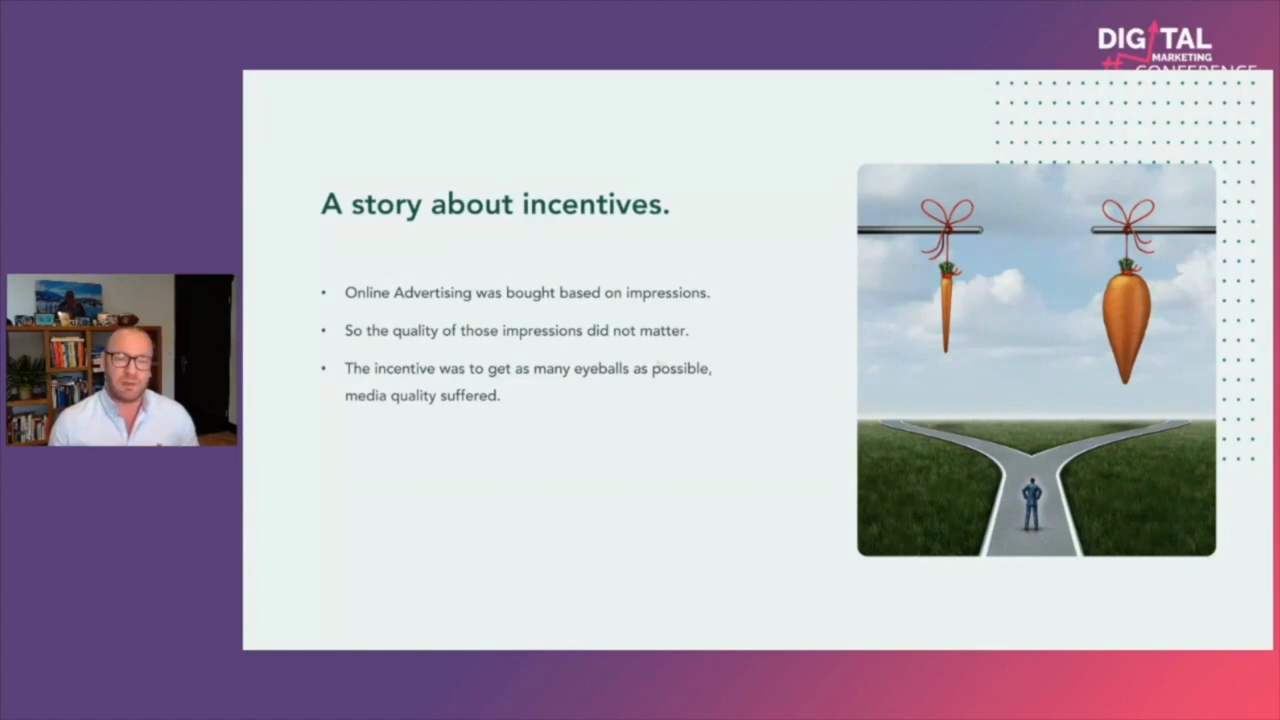 DIGITAL
MARKETING
CONFERENCE
A story about incentives.
• Online Advertising was bought based on impressions.
• So the quality of those impressions did not matter.
• The incentive was to get as many eyeballs as possible,
media quality suffered.